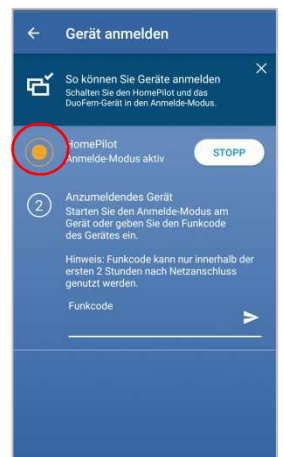 Gerät anmelden
So können Sie Geräte anmelden
Schalten Sie den HomePilot und das
DuoFern-Gerät in den Anmelde-Modus.
HomePilot
Anmelde-Modus aktiv
STOPP
2
Anzumeldendes Gerät
Starten Sie den Anmelde-Modus am
Gerät oder geben Sie den Funkcode
des Gerätes ein.
Hinweis: Funkcode kann nur innerhalb der
ersten 2 Stunden nach Netzanschluss
genutzt werden.
Funkcode